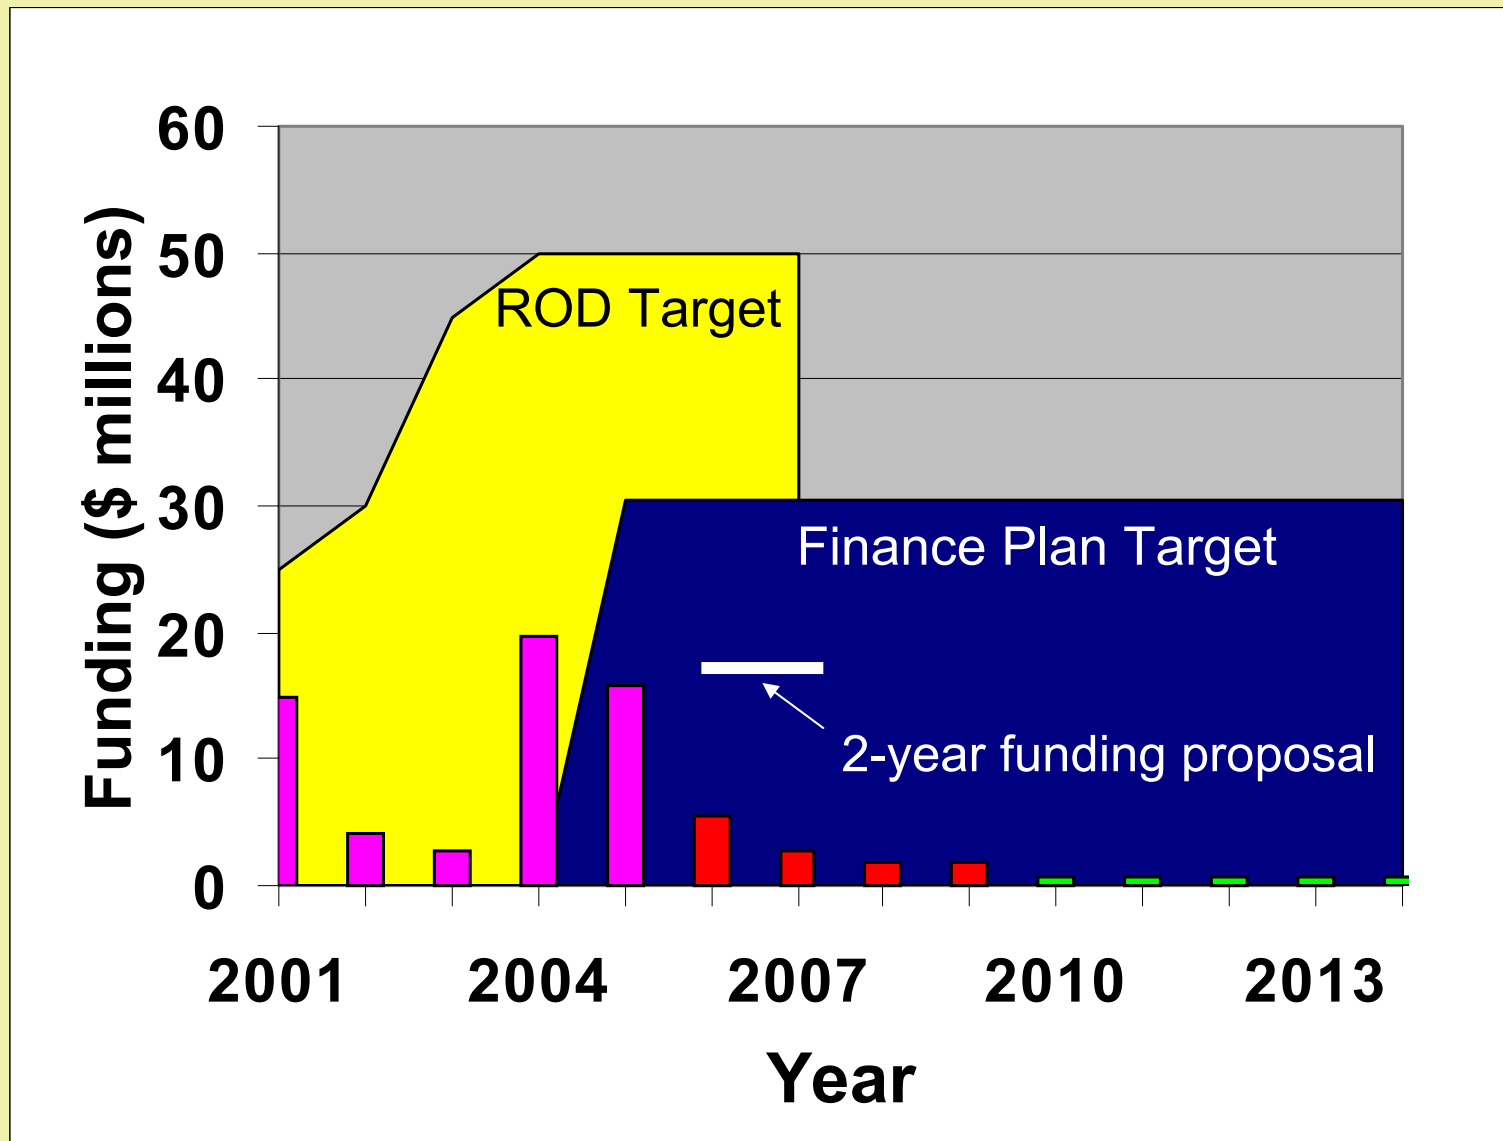 Funding ($ millions)
60
50
40
30
20
10
0
ROD Target
Finance Plan Target
2-year funding proposal
2001 2004 2007 2010 2013
Year